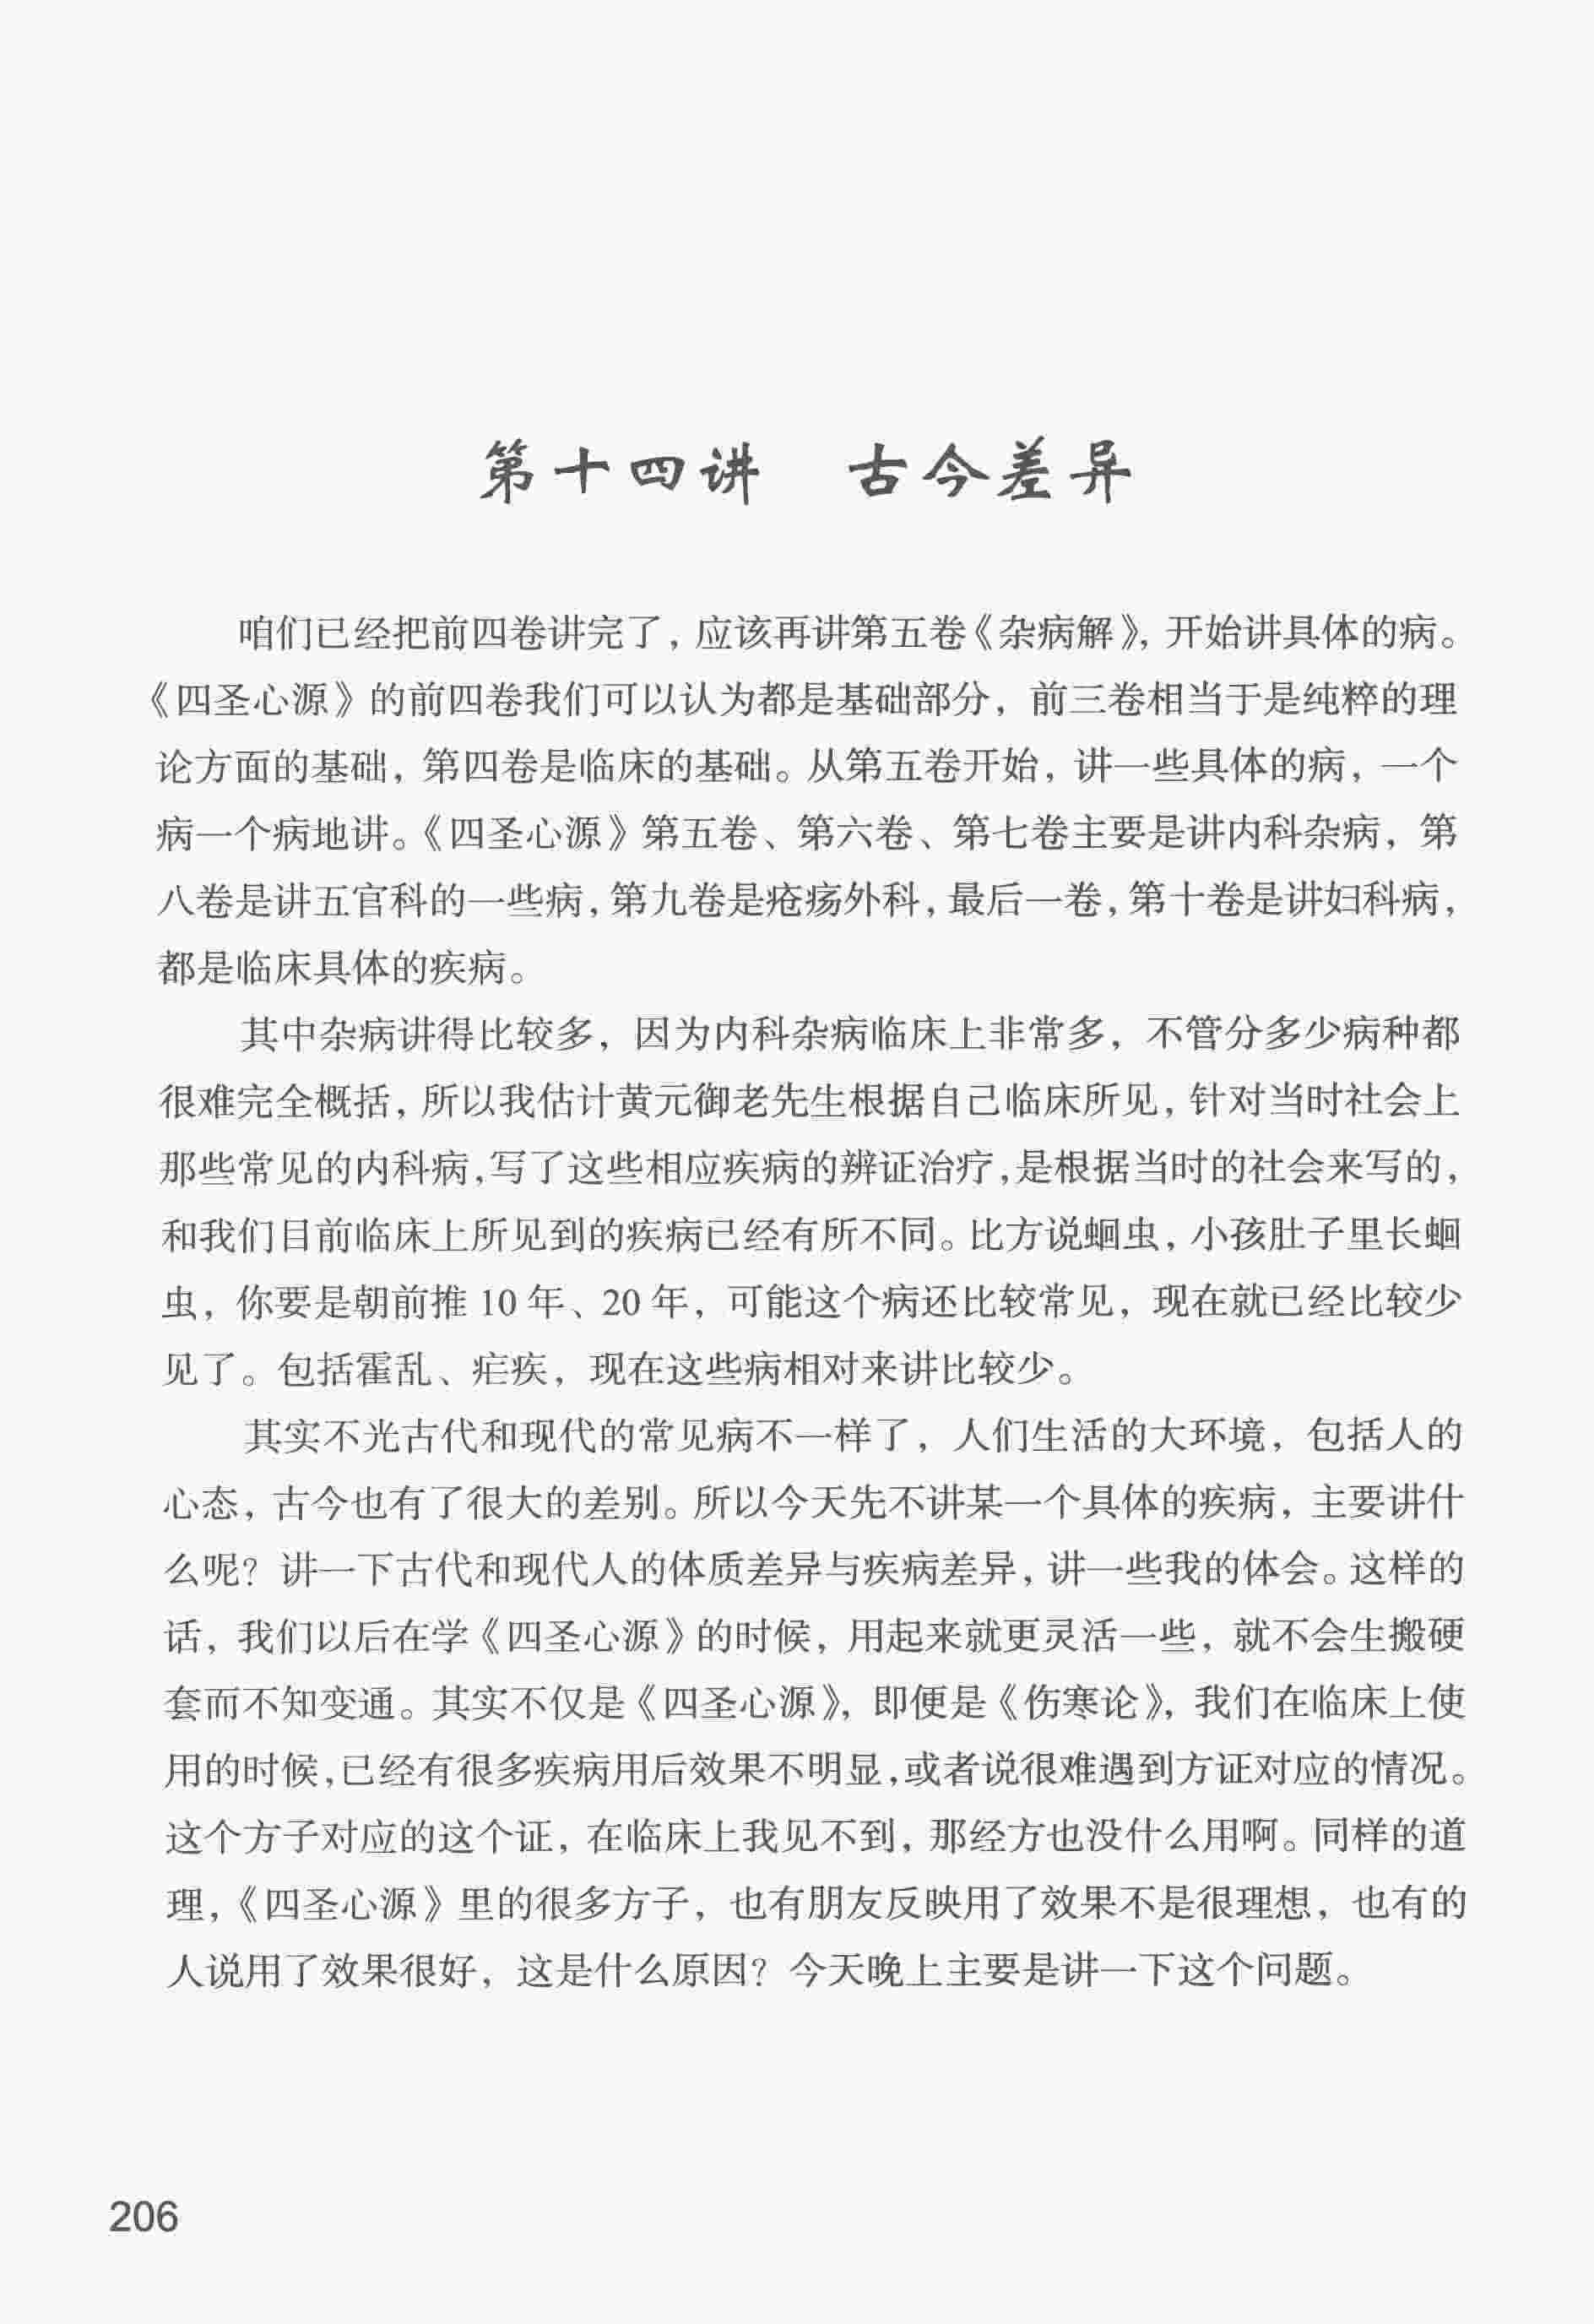 第十四讲　古今差异
咱们已经把前四卷讲完了，应该再讲第五卷《杂病解》，开始讲具体的病。
《四圣心源》的前四卷我们可以认为都是基础部分，前三卷相当于是纯粹的理
论方面的基础，第四卷是临床的基础。从第五卷开始，讲一些具体的病，一个
病一个病地讲。《四圣心源》第五卷、第六卷、第七卷主要是讲内科杂病，第
八卷是讲五官科的一些病，第九卷是疮疡外科，最后一卷，第十卷是讲妇科病，
都是临床具体的疾病。
其中杂病讲得比较多，因为内科杂病临床上非常多，不管分多少病种都
很难完全概括，所以我估计黄元御老先生根据自己临床所见，针对当时社会上
那些常见的内科病，写了这些相应疾病的辨证治疗，是根据当时的社会来写的，
和我们目前临床上所见到的疾病已经有所不同。比方说蛔虫，小孩肚子里长蛔
虫，你要是朝前推 10 年、20 年，可能这个病还比较常见，现在就已经比较少
见了。包括霍乱、疟疾，现在这些病相对来讲比较少。
其实不光古代和现代的常见病不一样了，人们生活的大环境，包括人的
心态，古今也有了很大的差别。所以今天先不讲某一个具体的疾病，主要讲什
么呢？讲一下古代和现代人的体质差异与疾病差异，讲一些我的体会。这样的
话，我们以后在学《四圣心源》的时候，用起来就更灵活一些，就不会生搬硬
套而不知变通。其实不仅是《四圣心源》，即便是《伤寒论》，我们在临床上使
用的时候，已经有很多疾病用后效果不明显，或者说很难遇到方证对应的情况。
这个方子对应的这个证，在临床上我见不到，那经方也没什么用啊。同样的道
理，《四圣心源》里的很多方子，也有朋友反映用了效果不是很理想，也有的
人说用了效果很好，这是什么原因？今天晚上主要是讲一下这个问题。
206